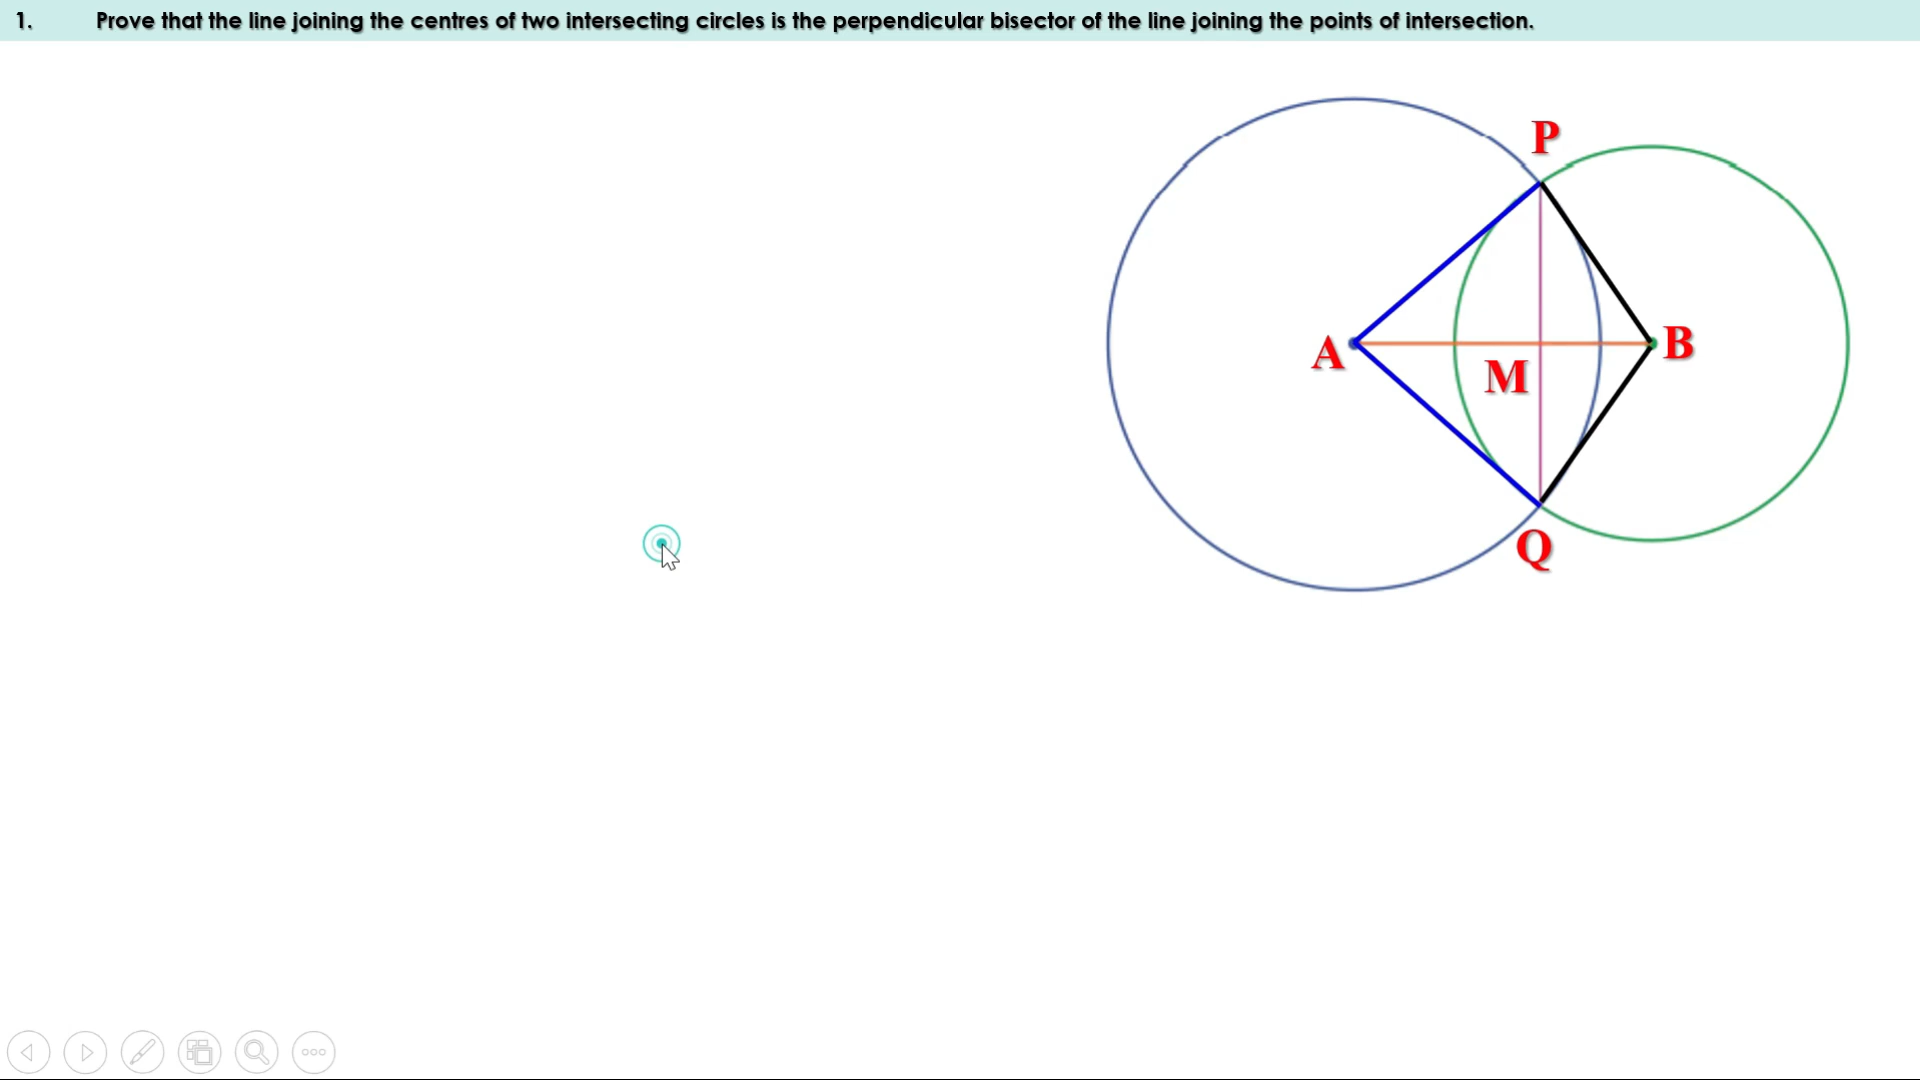 1. Prove that the line joining the centres of two intersecting circles is the perpendicular bisector of the line joining the points of intersection.
P
A
B
M
Q